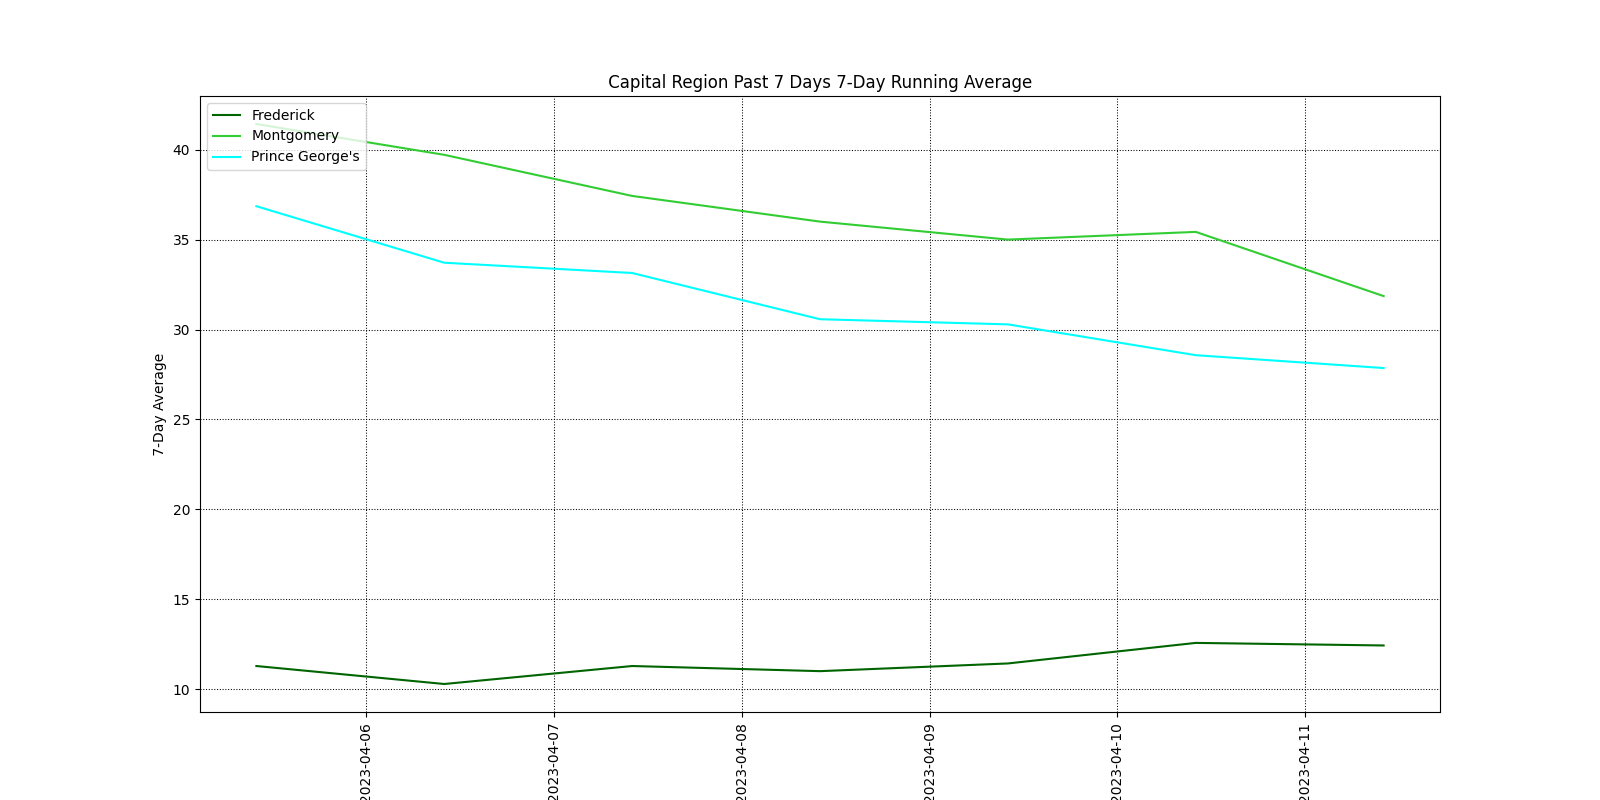 Capital Region Past 7 Days 7-Day Running Average
Frederick
Montgomery
Prince George's
7-Day Average
40
35
30
25
20
15
10
2023-04-06
2023-04-07
2023-04-08
2023-04-09
2023-04-10
2023-04-11